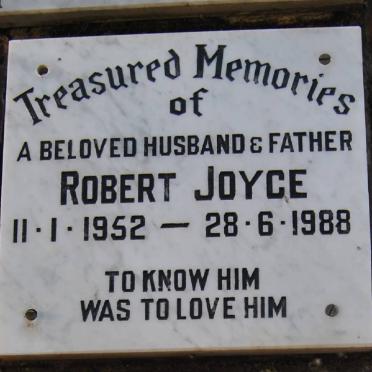 Treasured Memories
of
A BELOVED HUSBAND & FATHER
ROBERT JOYCE
11·1·1952 — 28·6·1988
TO KNOW HIM
WAS TO LOVE HIM